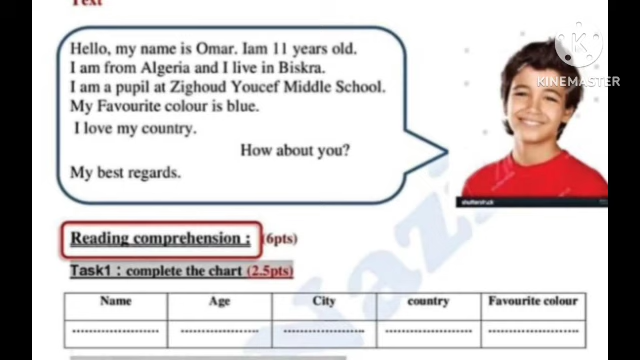 Text
Hello, my name is Omar. Iam 11 years old.
I am from Algeria and I live in Biskra.
I am a pupil at Zighoud Youcef Middle School.
My Favourite colour is blue.
I love my country.
How about you?
My best regards.
KINEMASTER
shutterstock
Reading comprehension : (6pts)
Task1 : complete the chart (2.5pts)
Name Age City country Favourite colour